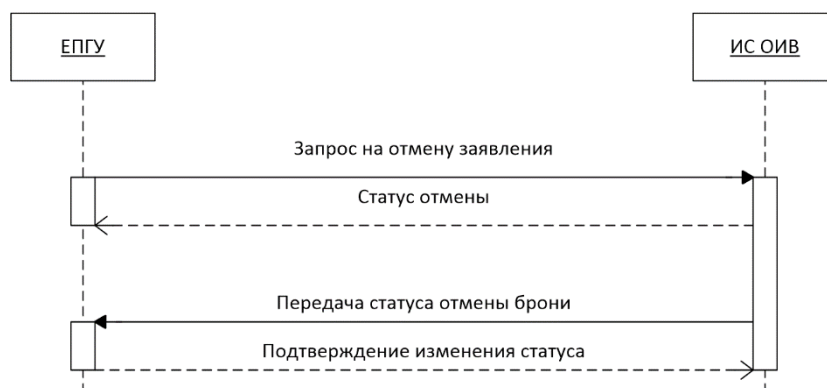 ЕПГУ
ИС ОИВ
Запрос на отмену заявления
Статус отмены
Передача статуса отмены брони
Подтверждение изменения статуса